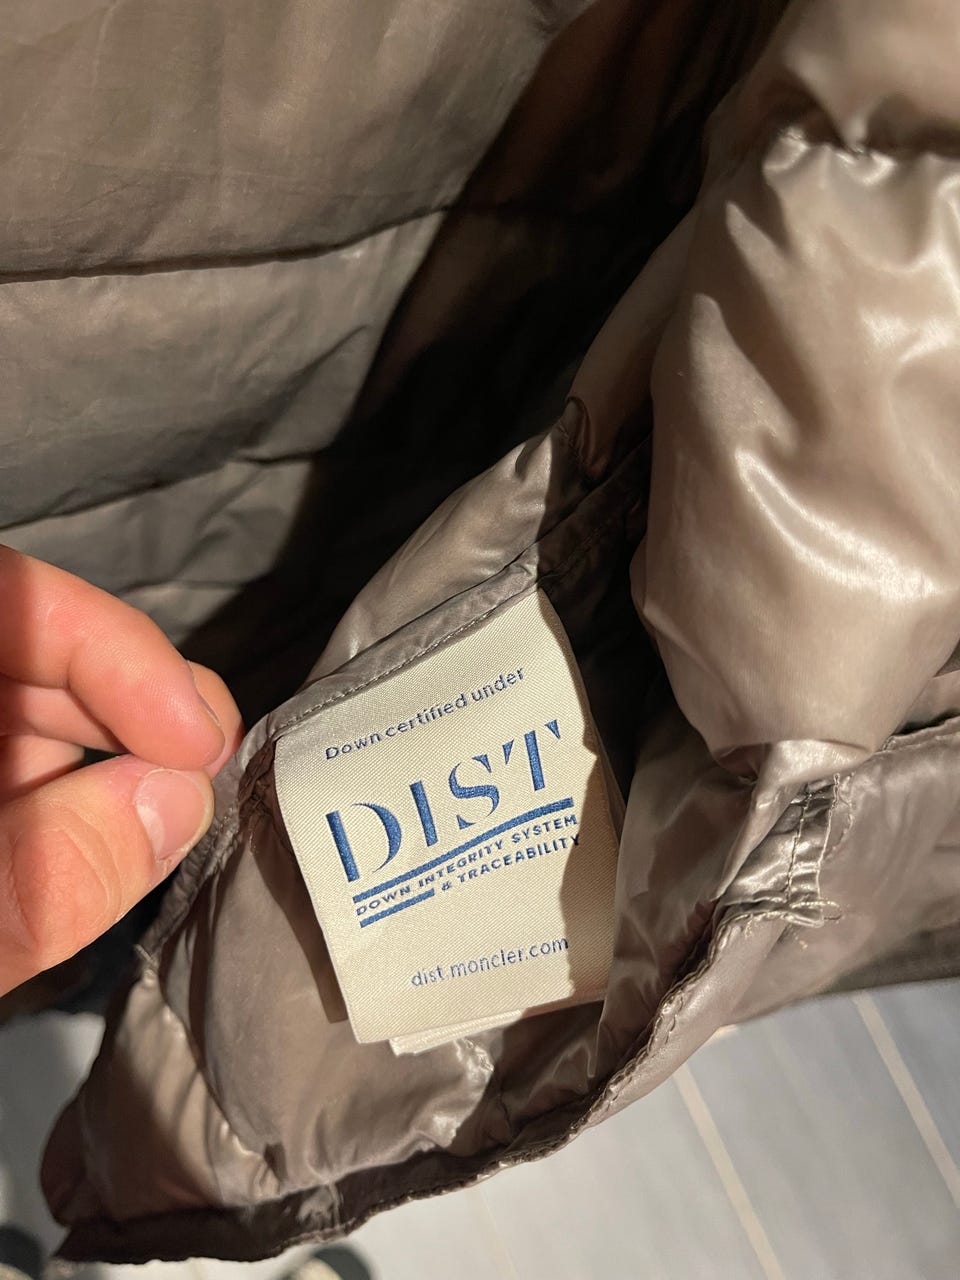 Down certified under
DIST
DOWN INTEGRITY SYSTEM
& TRACEABILITY
dist.moncler.com